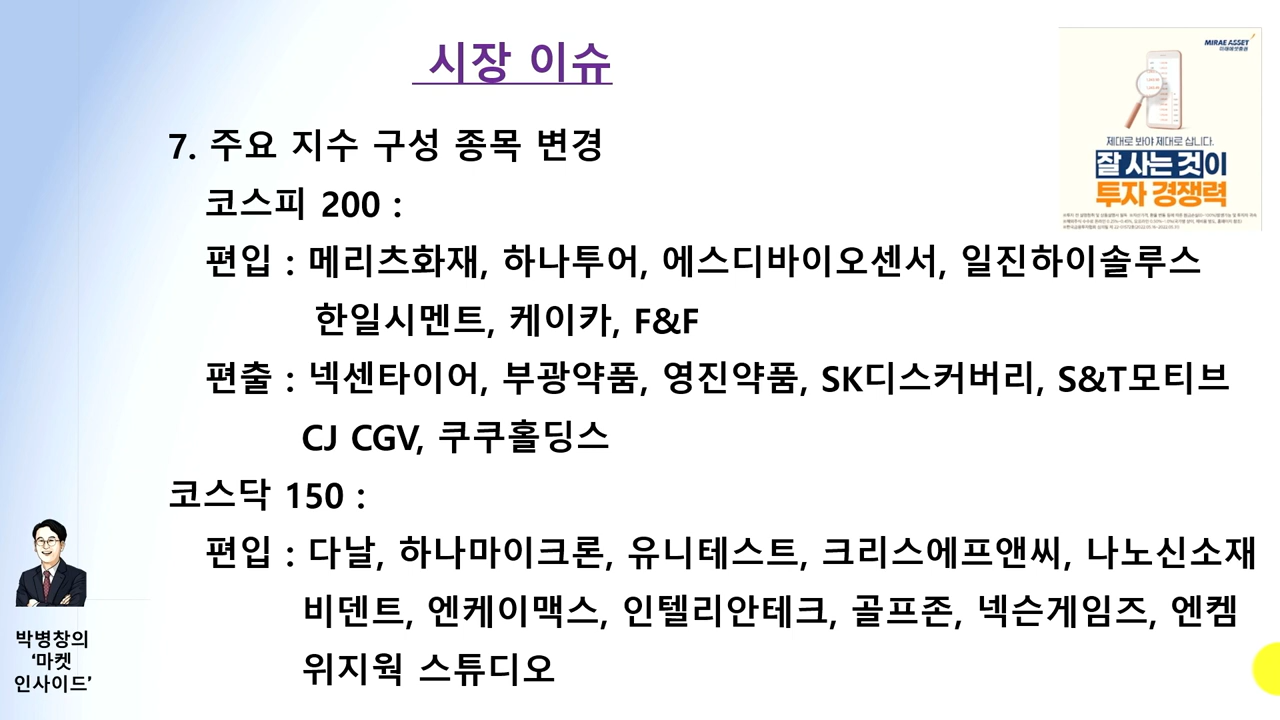 시장 이슈
MIRAE ASSET
미래에셋증권
제대로 봐야 제대로 삽니다.
잘 사는 것이
투자 경쟁력
7. 주요 지수 구성 종목 변경
코스피 200 :
편입 : 메리츠화재, 하나투어, 에스디바이오센서, 일진하이솔루스
한일시멘트, 케이카, F&F
편출 : 넥센타이어, 부광약품, 영진약품, SK디스커버리, S&T모티브
CJ CGV, 쿠쿠홀딩스
코스닥 150 :
편입 : 다날, 하나마이크론, 유니테스트, 크리스에프앤씨, 나노신소재
비덴트, 엔케이맥스, 인텔리안테크, 골프존, 넥슨게임즈, 엔켐
위지윅 스튜디오
박병창의
‘마켓
인사이드’